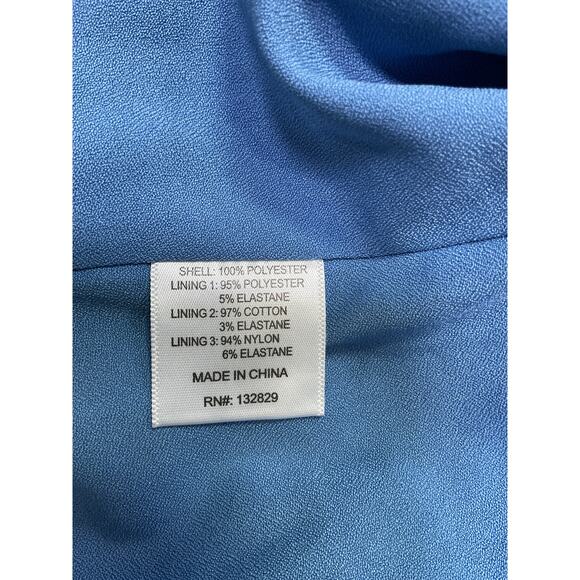 SHELL: 100% POLYESTER
LINING 1: 95% POLYESTER
5% ELASTANE
LINING 2: 97% COTTON
3% ELASTANE
LINING 3: 94% NYLON
6% ELASTANE
MADE IN CHINA
RN#: 132829